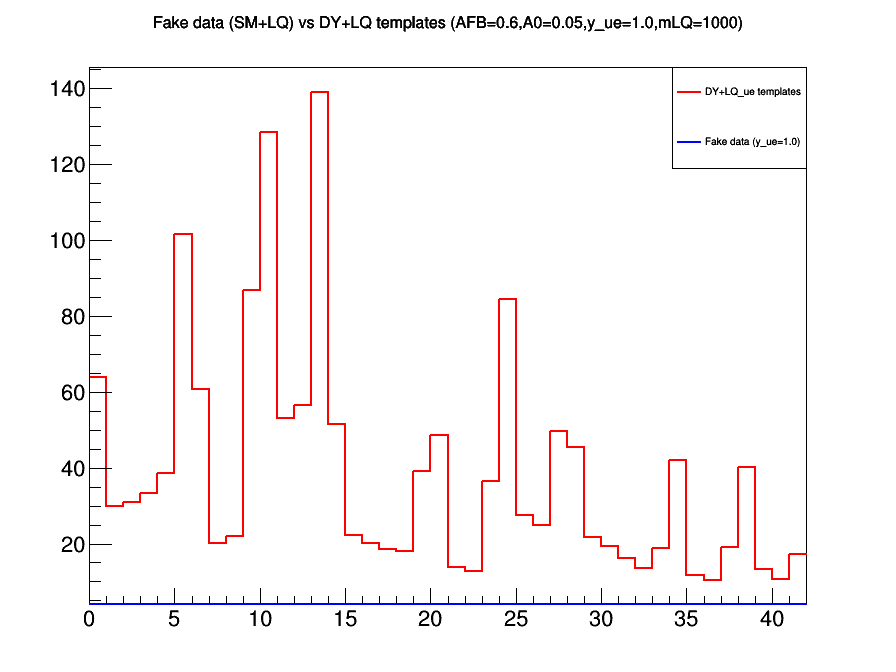 Fake data (SM+LQ) vs DY+LQ templates (AFB=0.6,A0=0.05,y_ue=1.0,mLQ=1000)
DY+LQ_ue templates
Fake data (y_ue=1.0)
140
120
100
80
60
40
20
0 5 10 15 20 25 30 35 40